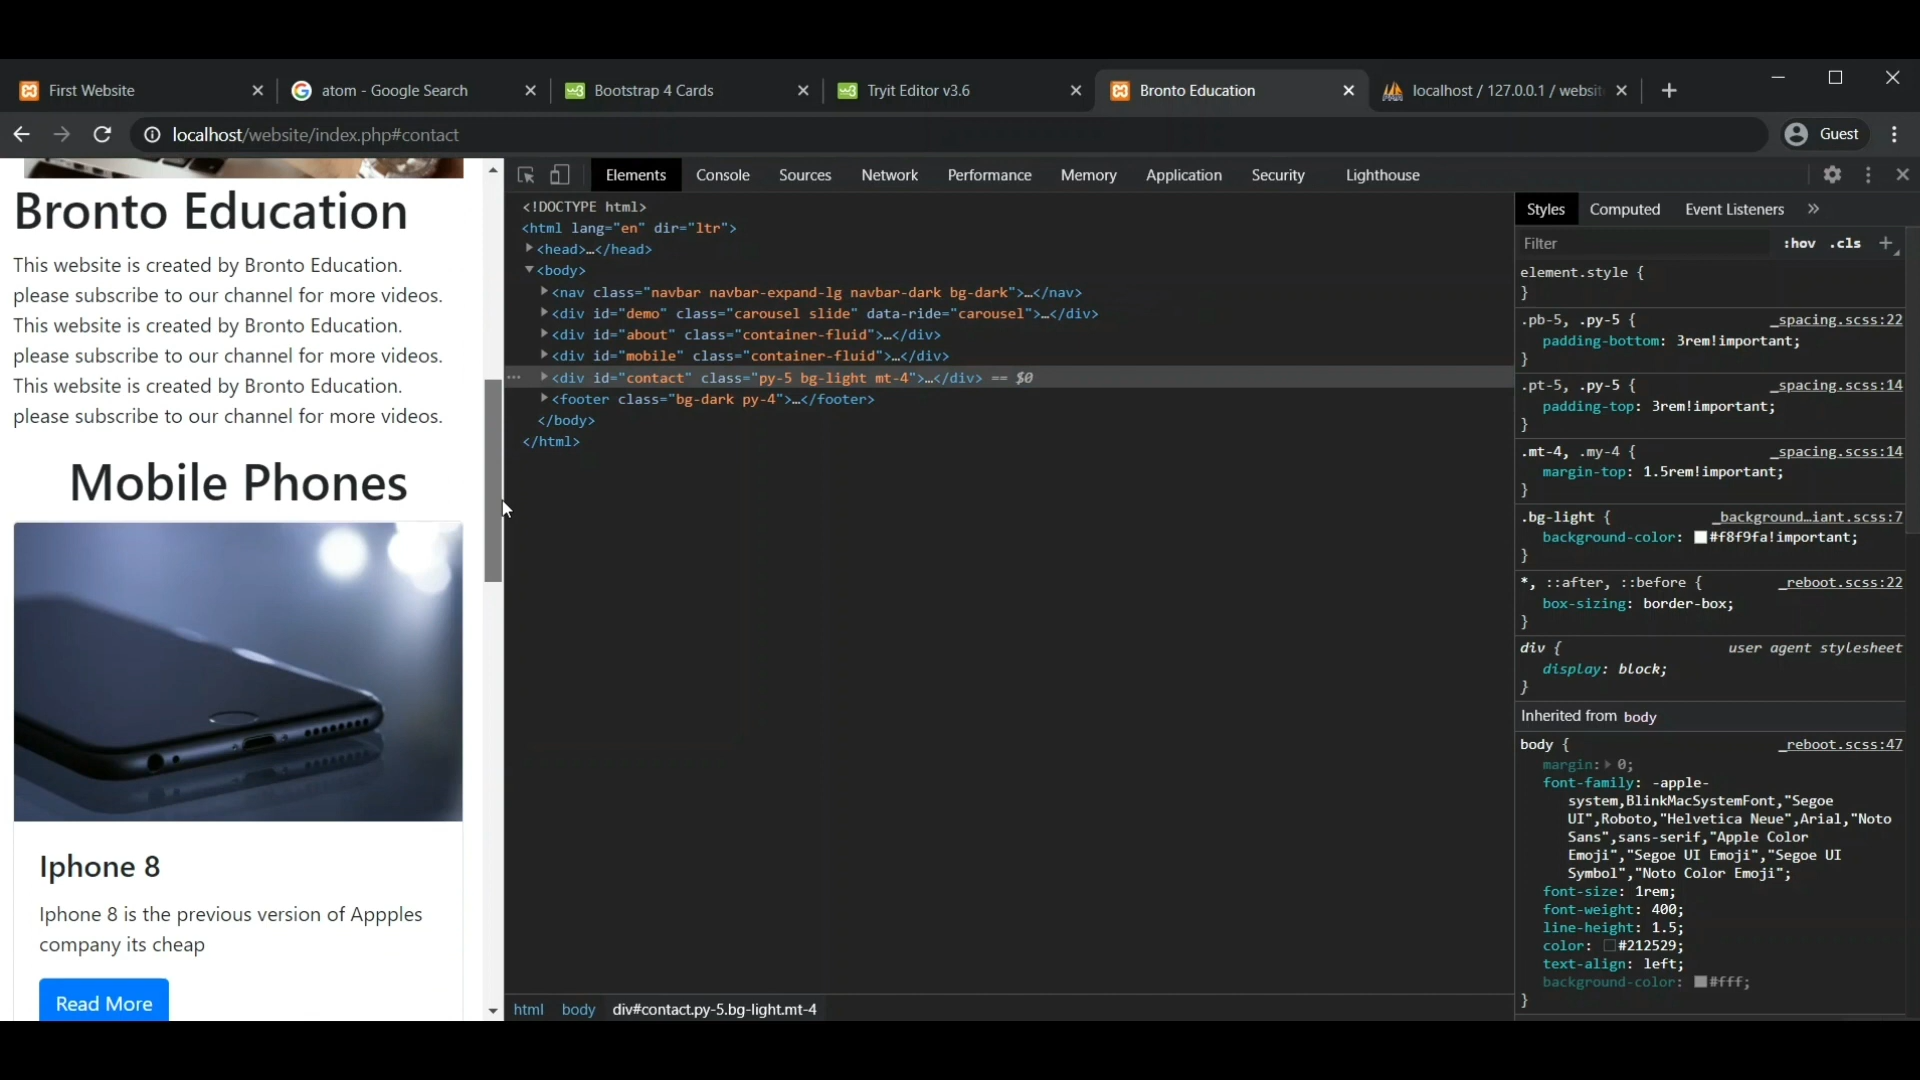 First Website
atom - Google Search
Bootstrap 4 Cards
Tryit Editor v3.6
Bronto Education
localhost / 127.0.0.1 / websit
localhost/website/index.php#contact
Guest
Bronto Education
This website is created by Bronto Education.
please subscribe to our channel for more videos.
This website is created by Bronto Education.
please subscribe to our channel for more videos.
This website is created by Bronto Education.
please subscribe to our channel for more videos.
Mobile Phones
Iphone 8
Iphone 8 is the previous version of Appples
company its cheap
Read More
Elements Console Sources Network Performance Memory Application Security Lighthouse
<!DOCTYPE html>
<html lang="en" dir="ltr">
<head>…</head>
<body>
<nav class="navbar navbar-expand-lg navbar-dark bg-dark">…</nav>
<div id="demo" class="carousel slide" data-ride="carousel">…</div>
<div id="about" class="container-fluid">…</div>
<div id="mobile" class="container-fluid">…</div>
<div id="contact" class="py-5 bg-light mt-4">…</div> == $0
<footer class="bg-dark py-4">…</footer>
</body>
</html>
html body div#contact.py-5.bg-light.mt-4
Styles Computed Event Listeners »
Filter :hov .cls +
element.style {
}
.pb-5, .py-5 { _spacing.scss:22
padding-bottom: 3rem!important;
}
.pt-5, .py-5 { _spacing.scss:14
padding-top: 3rem!important;
}
.mt-4, .my-4 { _spacing.scss:14
margin-top: 1.5rem!important;
}
.bg-light { _background…iant.scss:7
background-color: #f8f9fa!important;
}
*, ::after, ::before { _reboot.scss:22
box-sizing: border-box;
}
div { user agent stylesheet
display: block;
}
Inherited from body
body { _reboot.scss:47
margin: 0;
font-family: -apple-
system,BlinkMacSystemFont,"Segoe
UI",Roboto,"Helvetica Neue",Arial,"Noto
Sans",sans-serif,"Apple Color
Emoji","Segoe UI Emoji","Segoe UI
Symbol","Noto Color Emoji";
font-size: 1rem;
font-weight: 400;
line-height: 1.5;
color: #212529;
text-align: left;
background-color: #fff;
}